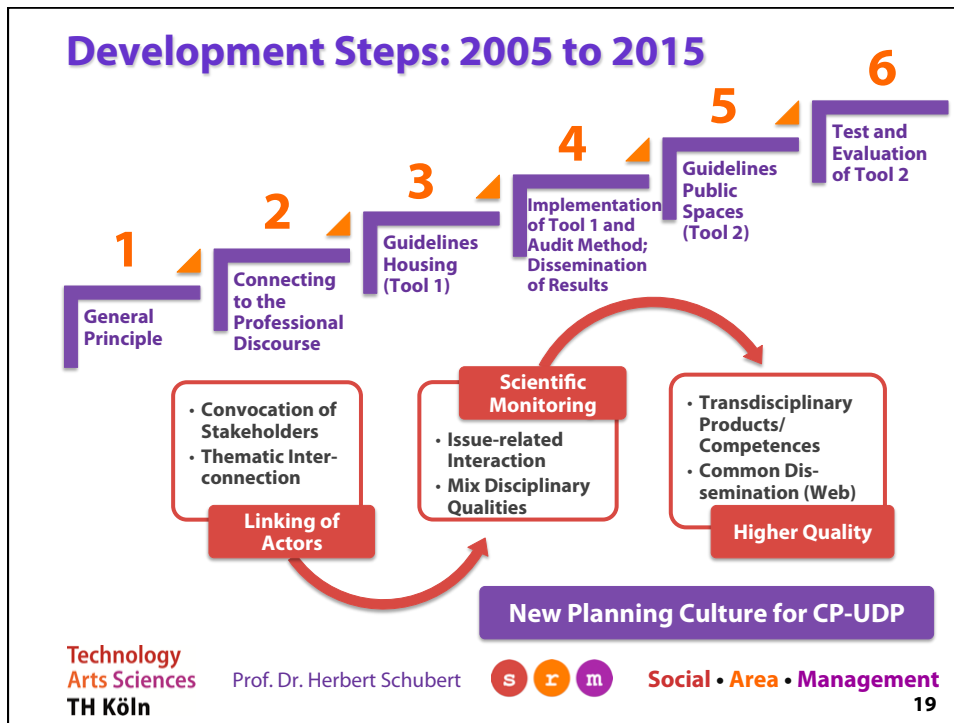 Development Steps: 2005 to 2015
1
General
Principle
2
Connecting
to the
Professional
Discourse
3
Guidelines
Housing
(Tool 1)
4
Implementation
of Tool 1 and
Audit Method;
Dissemination
of Results
5
Guidelines
Public
Spaces
(Tool 2)
6
Test and
Evaluation
of Tool 2
• Convocation of
Stakeholders
• Thematic Inter-
connection
Linking of
Actors
Scientific
Monitoring
• Issue-related
Interaction
• Mix Disciplinary
Qualities
• Transdisciplinary
Products/
Competences
• Common Dis-
semination (Web)
Higher Quality
New Planning Culture for CP-UDP
Technology
Arts Sciences
TH Köln
Prof. Dr. Herbert Schubert
s r m
Social • Area • Management
19